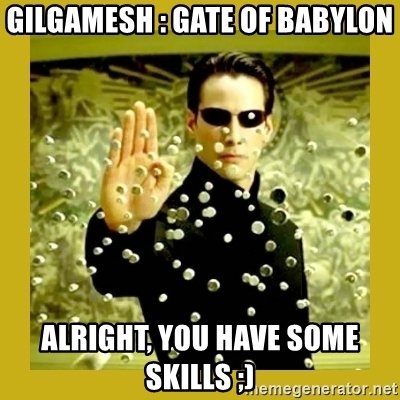 GILGAMESH : GATE OF BABYLON
ALRIGHT, YOU HAVE SOME
SKILLS ;)
memegenerator.net